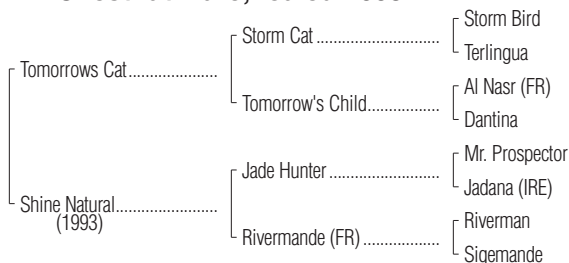 Storm Bird
Storm Cat
Terlingua
Tomorrows Cat
Al Nasr (FR)
Tomorrow's Child
Dantina
Mr. Prospector
Jade Hunter
Jadana (IRE)
Shine Natural
(1993)
Riverman
Rivermande (FR)
Sigemande